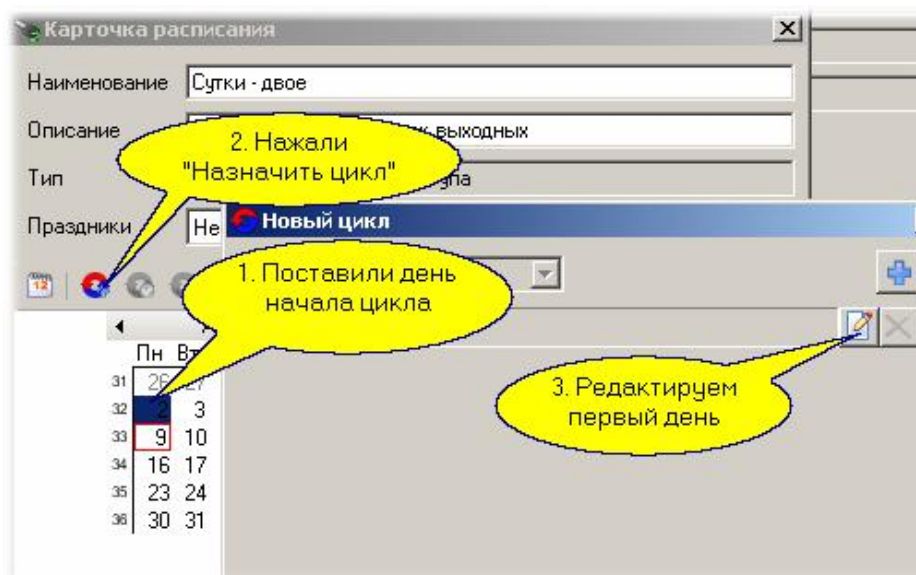 Карточка расписания
Наименование Сутки - двое
Описание выходных
2. Нажали
"Назначить цикл"
Тип
Праздники Не
Новый цикл
12
1. Поставили день
начала цикла
Пн Вт
31 26 27
32 2 3
3. Редактируем
первый день
33 9 10
34 16 17
35 23 24
36 30 31